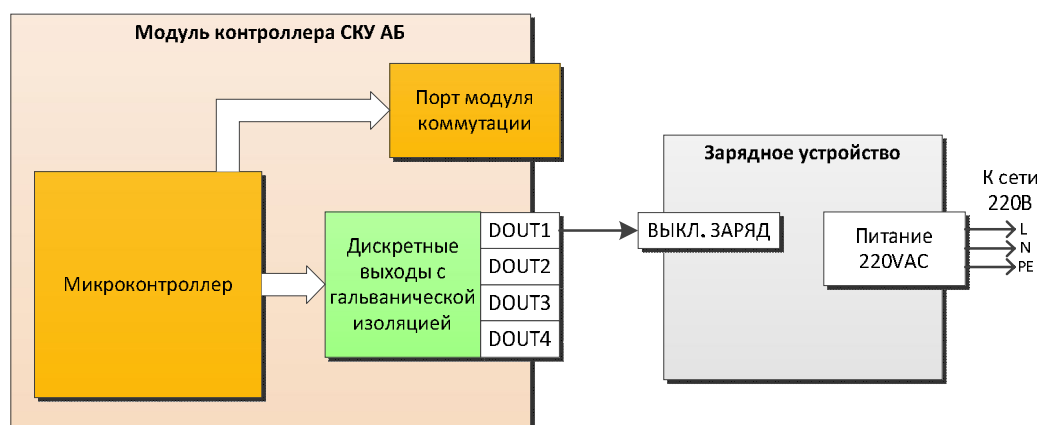 Модуль контроллера СКУ АБ
Порт модуля
коммутации
Зарядное устройство
К сети
220В
Микроконтроллер
Дискретные
выходы с
гальванической
изоляцией
DOUT1
DOUT2
DOUT3
DOUT4
ВЫКЛ. ЗАРЯД
Питание
220VAC
L
N
PE